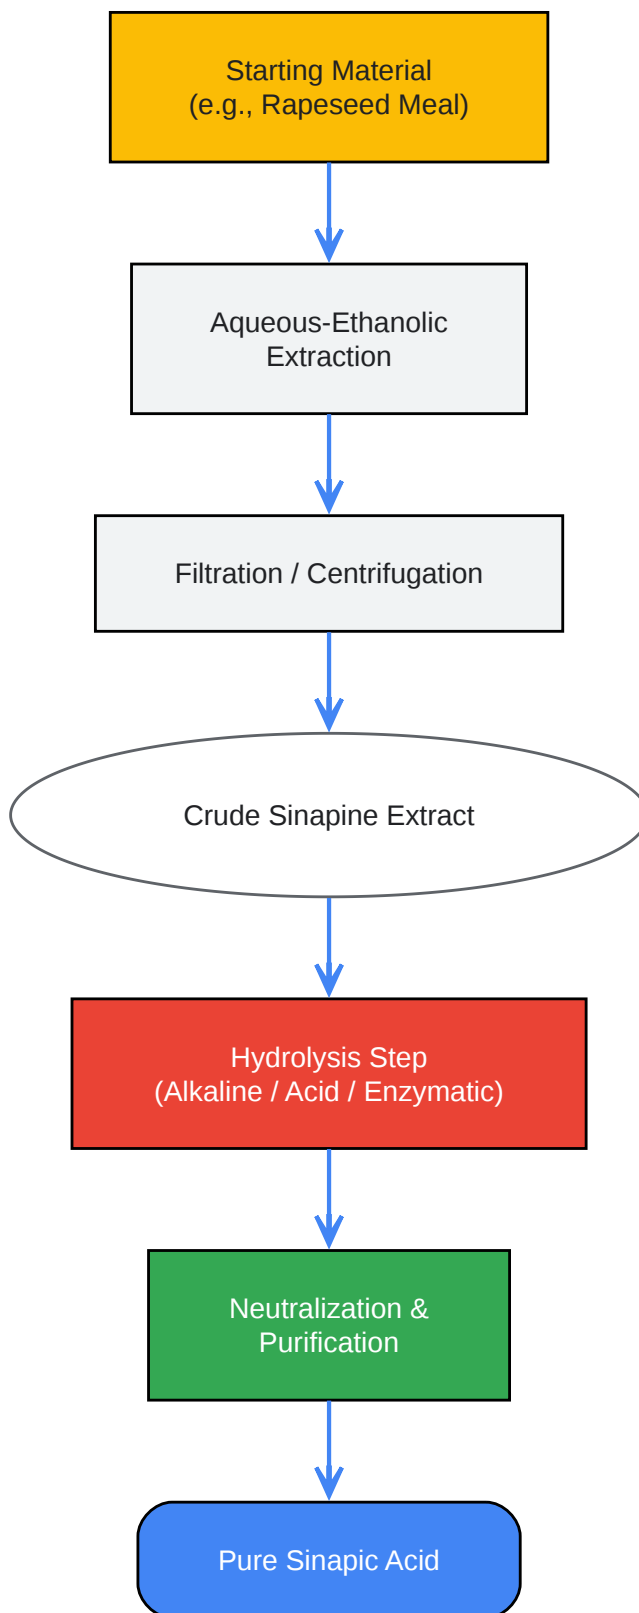 Starting Material
(e.g., Rapeseed Meal)
Aqueous-Ethanolic
Extraction
Filtration / Centrifugation
Crude Sinapine Extract
Hydrolysis Step
(Alkaline / Acid / Enzymatic)
Neutralization &
Purification
Pure Sinapic Acid